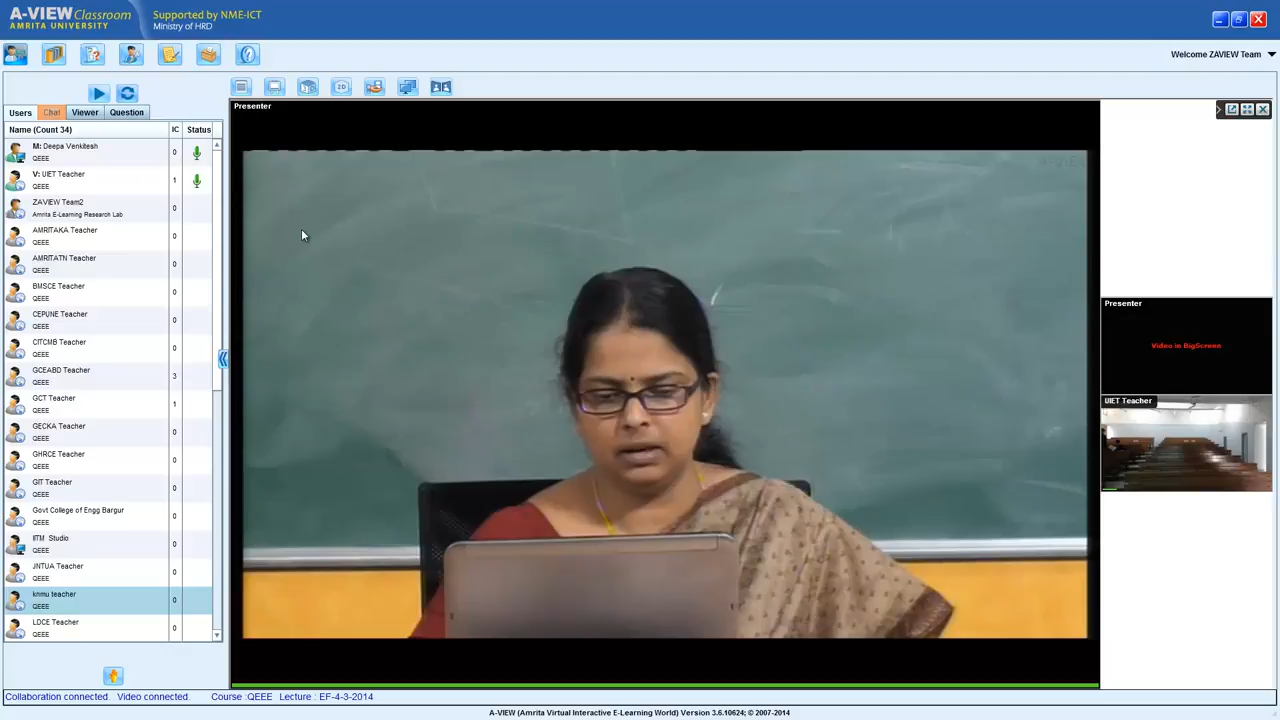 A-VIEW Classroom
AMRITA UNIVERSITY
Supported by NME-ICT
Ministry of HRD
Welcome ZAVIEW Team
2D
Users Chat Viewer Question
Name (Count 34) IC Status
M: Deepa Venkitesh 0
QEEE
V: UIET Teacher 1
QEEE
ZAVIEW Team2 0
Amrita E-Learning Research Lab
AMRITAKA Teacher 0
QEEE
AMRITATN Teacher 0
QEEE
BMSCE Teacher 0
QEEE
CEPUNE Teacher 0
QEEE
CITCMB Teacher 0
QEEE
GCEABD Teacher 3
QEEE
GCT Teacher 1
QEEE
GECKA Teacher 0
QEEE
GHRCE Teacher 0
QEEE
GIT Teacher 0
QEEE
Govt College of Engg Bargur 0
QEEE
IITM Studio 0
QEEE
JNTUA Teacher 0
QEEE
knmu teacher 0
QEEE
LDCE Teacher 0
QEEE
Presenter
A-VIEW
Presenter
Video in BigScreen
UIET Teacher
Collaboration connected. Video connected. Course :QEEE Lecture : EF-4-3-2014
A-VIEW (Amrita Virtual Interactive E-Learning World) Version 3.6.10624; © 2007-2014